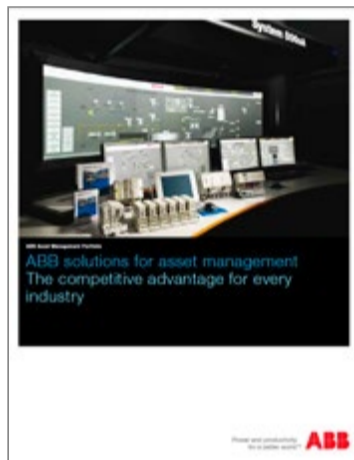 System 800xA
ABB Asset Management Portfolio
ABB solutions for asset management
The competitive advantage for every
industry
Power and productivity
for a better world™
ABB